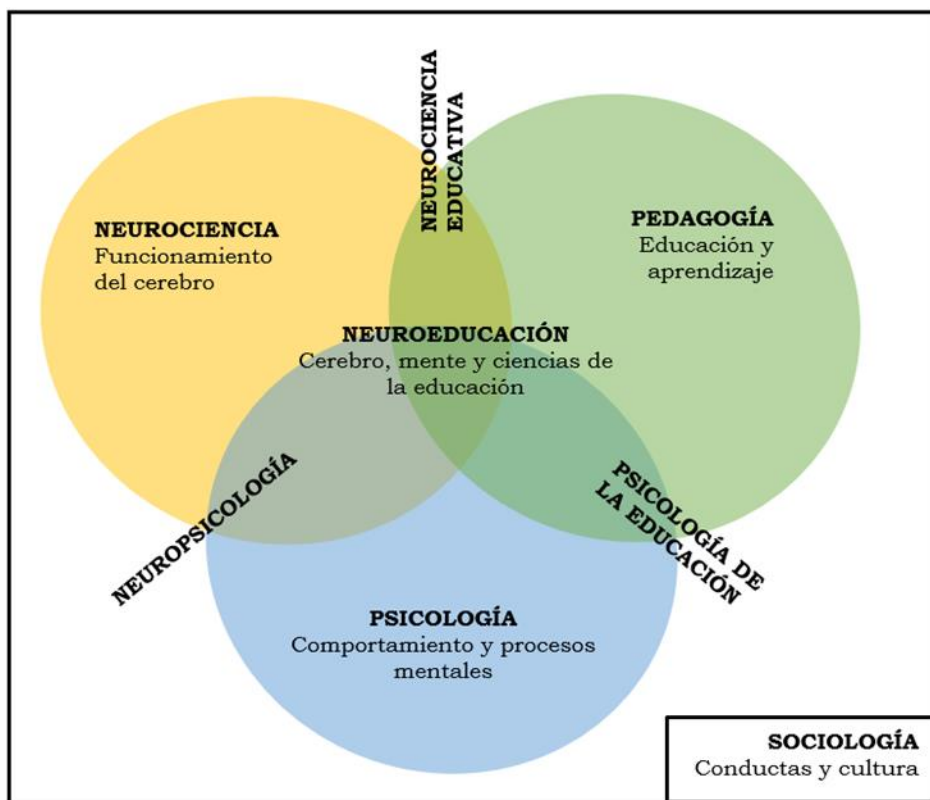 NEUROCIENCIA
EDUCATIVA
NEUROCIENCIA
Funcionamiento
del cerebro
PEDAGOGÍA
Educación y
aprendizaje
NEUROEDUCACIÓN
Cerebro, mente y ciencias de
la educación
NEUROPSICOLOGÍA
PSICOLOGÍA DE
LA EDUCACIÓN
PSICOLOGÍA
Comportamiento y procesos
mentales
SOCIOLOGÍA
Conductas y cultura